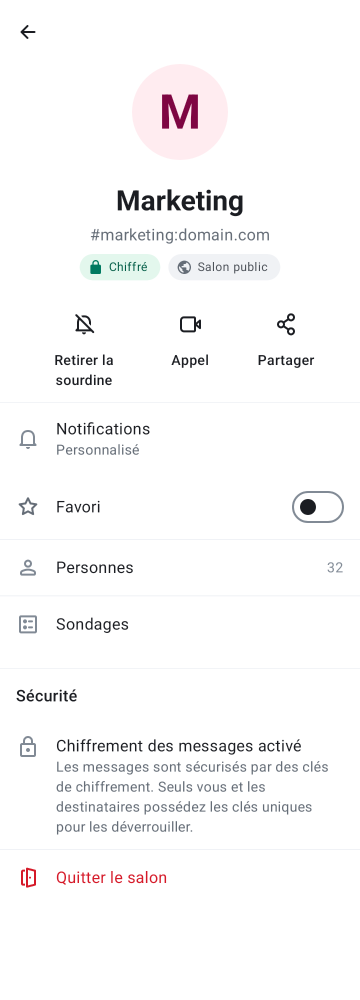 M
Marketing
#marketing:domain.com
Chiffré
Salon public
Retirer la
sourdine
Appel
Partager
Notifications
Personnalisé
Favori
Personnes
32
Sondages
Sécurité
Chiffrement des messages activé
Les messages sont sécurisés par des clés
de chiffrement. Seuls vous et les
destinataires possédez les clés uniques
pour les déverrouiller.
Quitter le salon